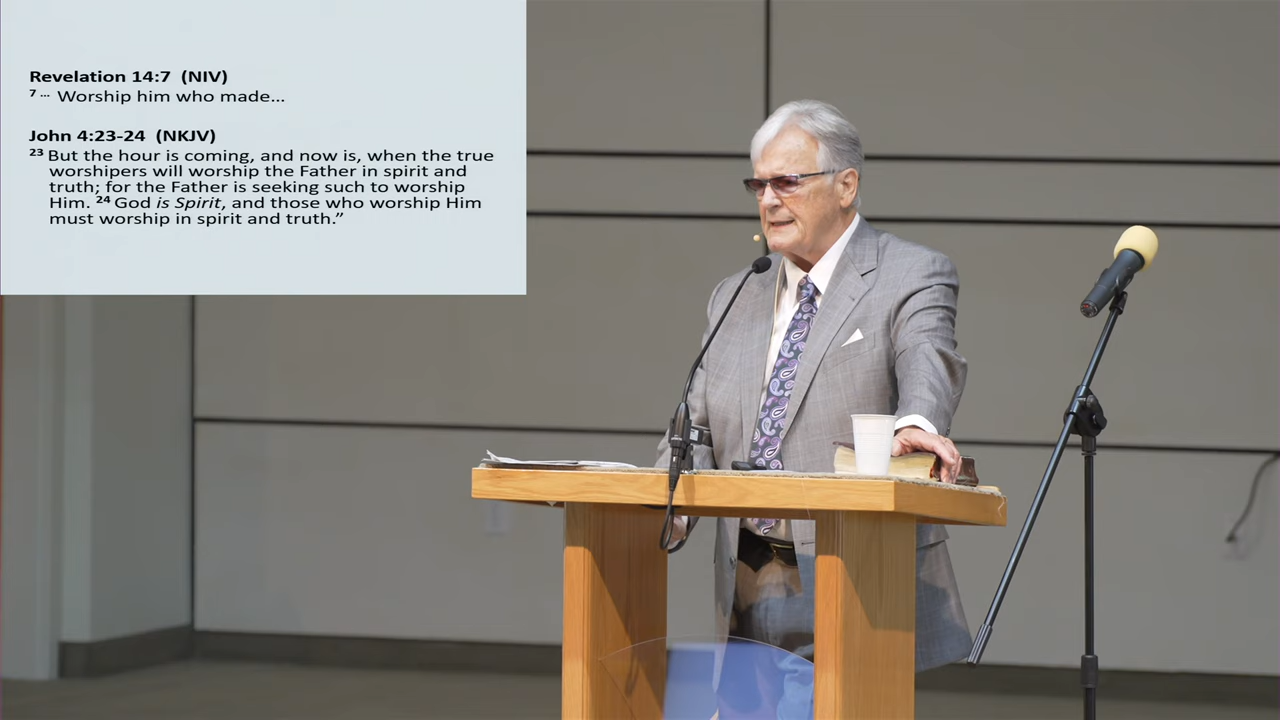 Revelation 14:7 (NIV)
7 ... Worship him who made...
John 4:23-24 (NKJV)
23 But the hour is coming, and now is, when the true
worshipers will worship the Father in spirit and
truth; for the Father is seeking such to worship
Him. 24 God is Spirit, and those who worship Him
must worship in spirit and truth.”